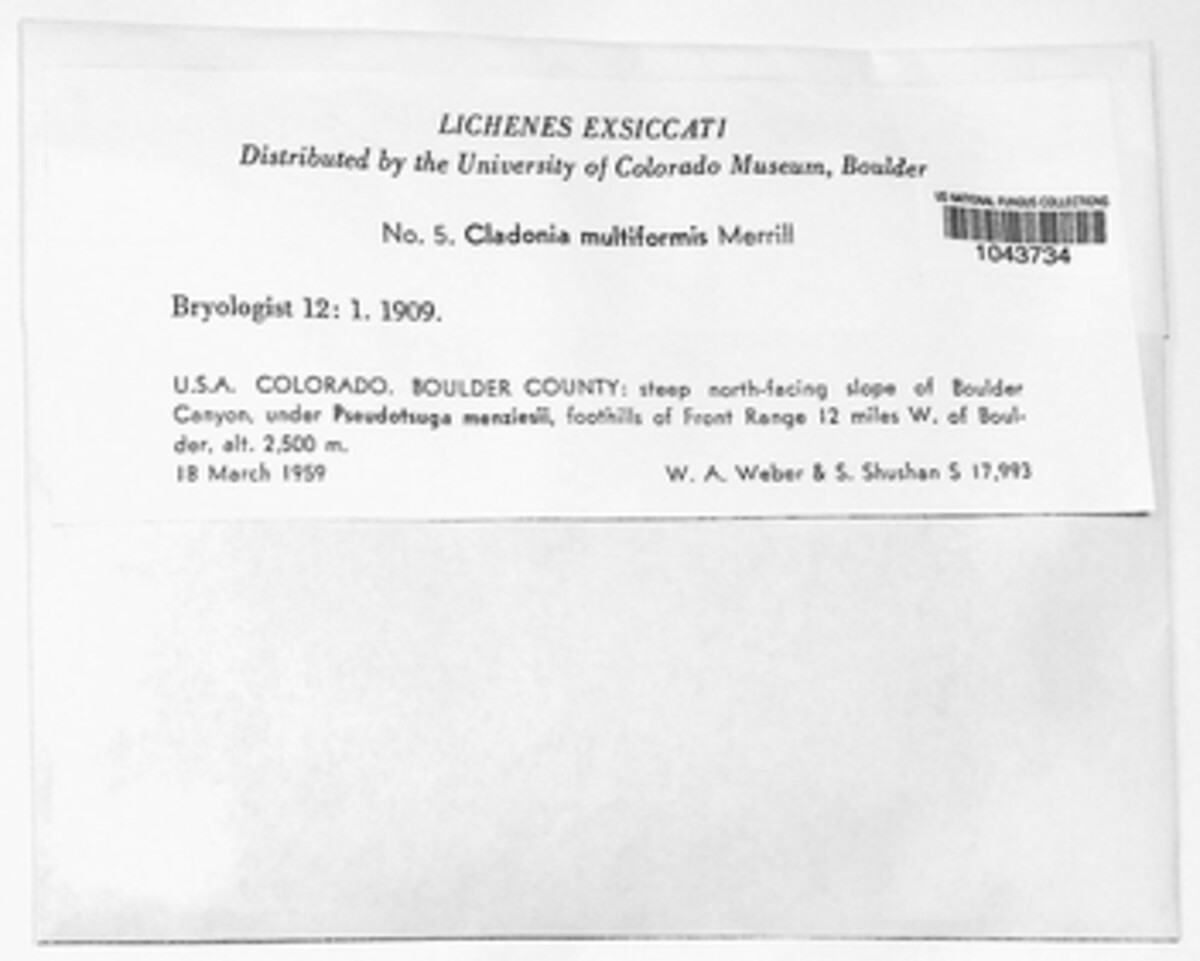 LICHENES EXSICCATI
Distributed by the University of Colorado Museum, Boulder
US NATIONAL FUNGUS COLLECTIONS
1043734
No. 5. Cladonia multiformis Merrill
Bryologist 12: 1. 1909.
U.S.A. COLORADO. BOULDER COUNTY: steep north-facing slope of Boulder
Canyon, under Pseudotsuga menziesii, foothills of Front Range 12 miles W. of Boul-
der, alt. 2,500 m.
18 March 1959 W. A. Weber & S. Shushan S 17,993